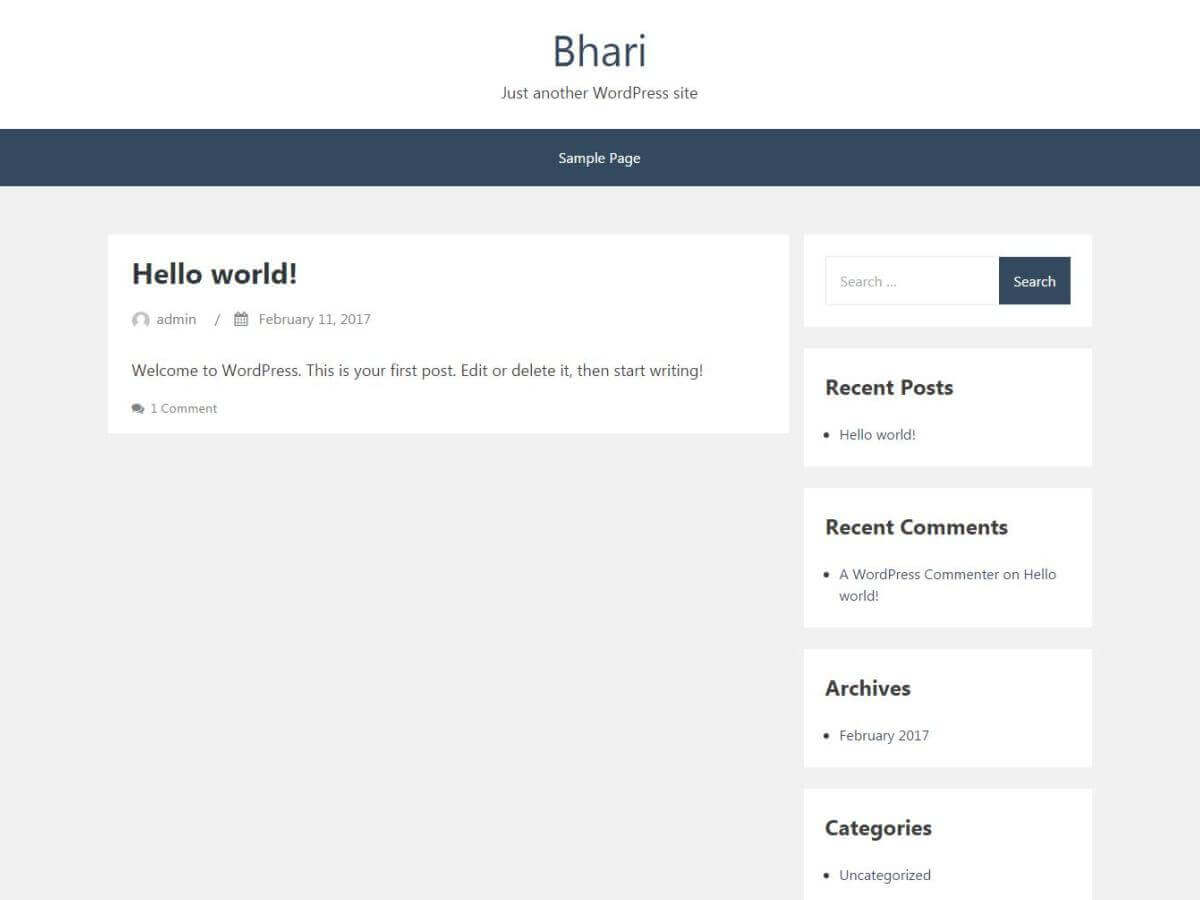 Bhari
Just another WordPress site
Sample Page
Hello world!
admin / February 11, 2017
Welcome to WordPress. This is your first post. Edit or delete it, then start writing!
1 Comment
Search ... Search
Recent Posts
Hello world!
Recent Comments
A WordPress Commenter on Hello
world!
Archives
February 2017
Categories
Uncategorized